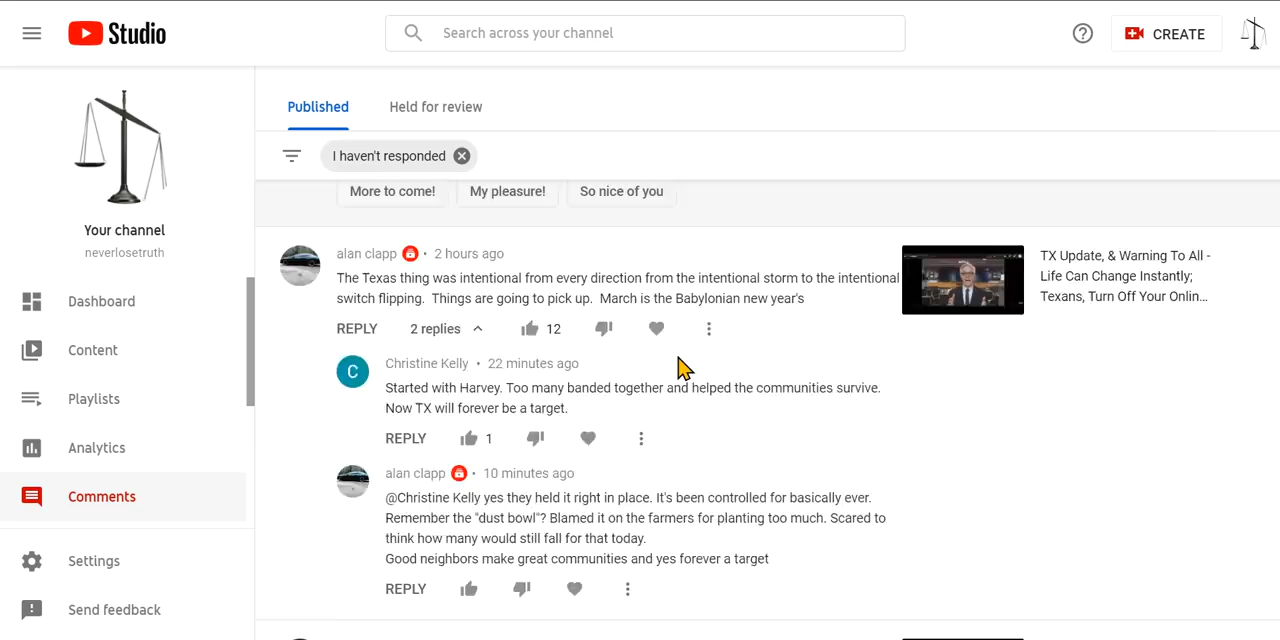 Studio
Search across your channel
CREATE
Your channel
neverlosetruth
Dashboard
Content
Playlists
Analytics
Comments
Settings
Send feedback
Published
Held for review
I haven't responded
More to come!
My pleasure!
So nice of you
alan clapp • 2 hours ago
The Texas thing was intentional from every direction from the intentional storm to the intentional
switch flipping. Things are going to pick up. March is the Babylonian new year's
REPLY 2 replies 12
TX Update, & Warning To All -
Life Can Change Instantly;
Texans, Turn Off Your Onlin...
C
Christine Kelly • 22 minutes ago
Started with Harvey. Too many banded together and helped the communities survive.
Now TX will forever be a target.
REPLY 1
alan clapp • 10 minutes ago
@Christine Kelly yes they held it right in place. It's been controlled for basically ever.
Remember the "dust bowl"? Blamed it on the farmers for planting too much. Scared to
think how many would still fall for that today.
Good neighbors make great communities and yes forever a target
REPLY